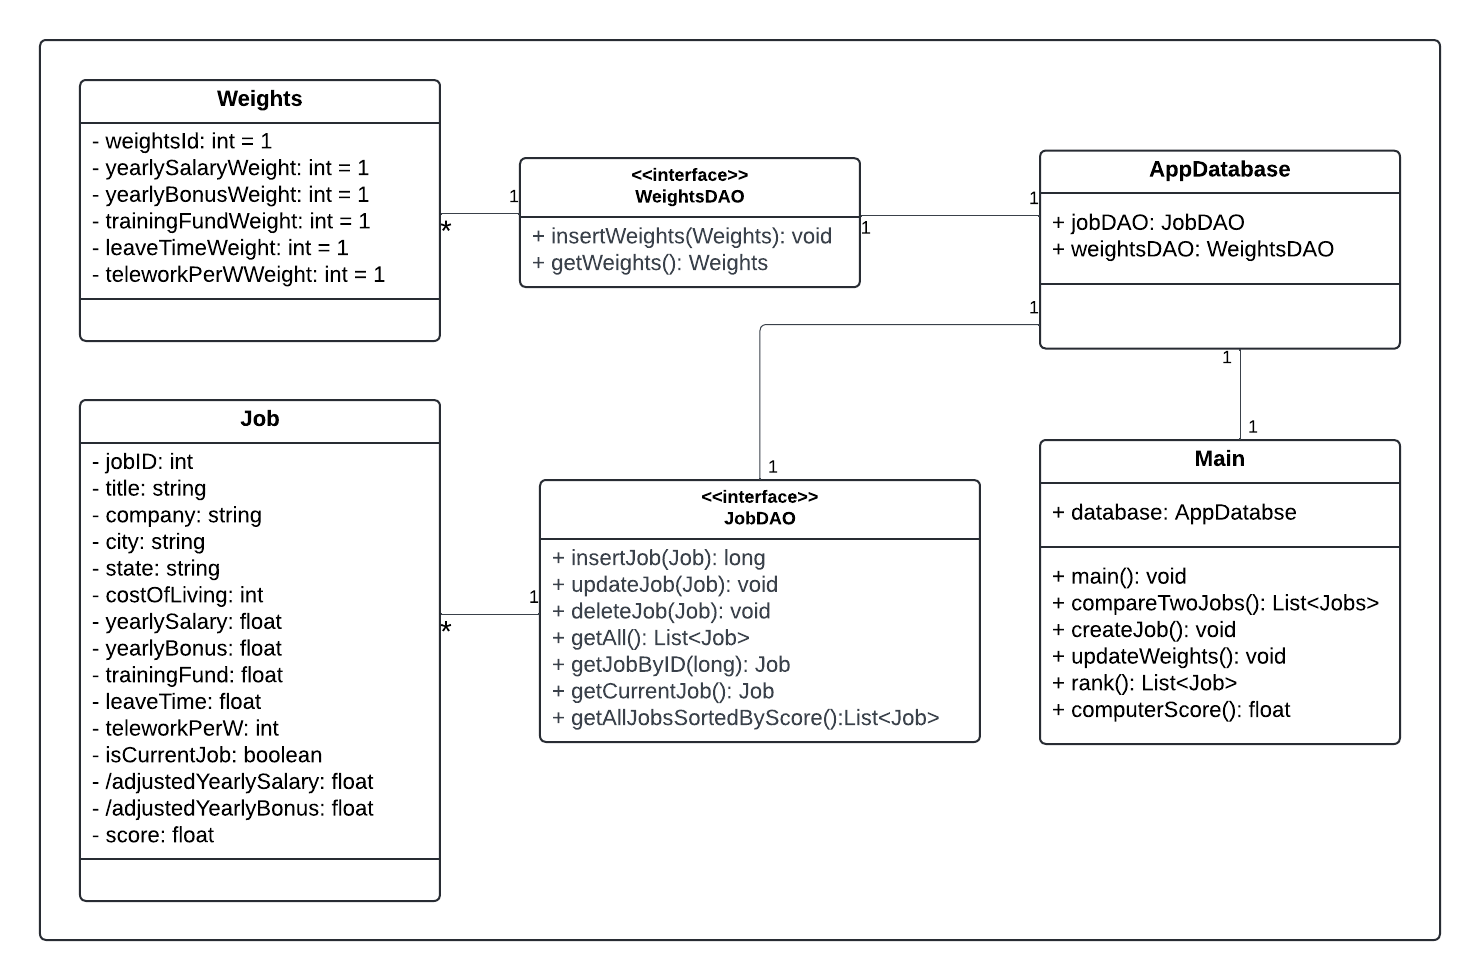 Weights
- weightsId: int = 1
- yearlySalaryWeight: int = 1
- yearlyBonusWeight: int = 1
- trainingFundWeight: int = 1
- leaveTimeWeight: int = 1
- teleworkPerWWeight: int = 1
*
1
<<interface>>
WeightsDAO
+ insertWeights(Weights): void
+ getWeights(): Weights
1
1
AppDatabase
+ jobDAO: JobDAO
+ weightsDAO: WeightsDAO
1
1
1
1
Job
- jobID: int
- title: string
- company: string
- city: string
- state: string
- costOfLiving: int
- yearlySalary: float
- yearlyBonus: float
- trainingFund: float
- leaveTime: float
- teleworkPerW: int
- isCurrentJob: boolean
- /adjustedYearlySalary: float
- /adjustedYearlyBonus: float
- score: float
*
1
<<interface>>
JobDAO
+ insertJob(Job): long
+ updateJob(Job): void
+ deleteJob(Job): void
+ getAll(): List<Job>
+ getJobByID(long): Job
+ getCurrentJob(): Job
+ getAllJobsSortedByScore():List<Job>
Main
+ database: AppDatabse
+ main(): void
+ compareTwoJobs(): List<Jobs>
+ createJob(): void
+ updateWeights(): void
+ rank(): List<Job>
+ computerScore(): float